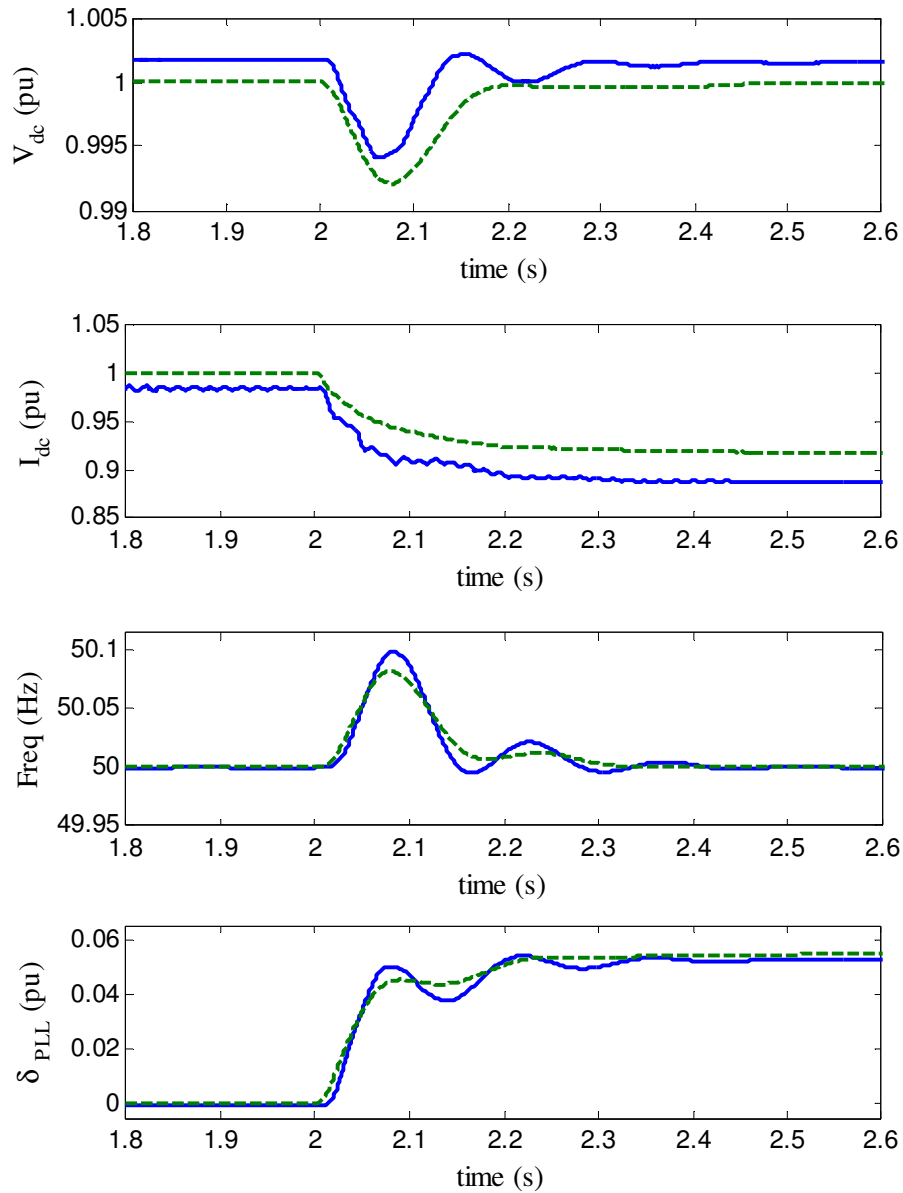 V_dc (pu)
1.005
1
0.995
0.99
1.8 1.9 2 2.1 2.2 2.3 2.4 2.5 2.6
time (s)
I_dc (pu)
1.05
1
0.95
0.9
0.85
1.8 1.9 2 2.1 2.2 2.3 2.4 2.5 2.6
time (s)
Freq (Hz)
50.1
50.05
50
49.95
1.8 1.9 2 2.1 2.2 2.3 2.4 2.5 2.6
time (s)
δ_PLL (pu)
0.06
0.04
0.02
0
1.8 1.9 2 2.1 2.2 2.3 2.4 2.5 2.6
time (s)